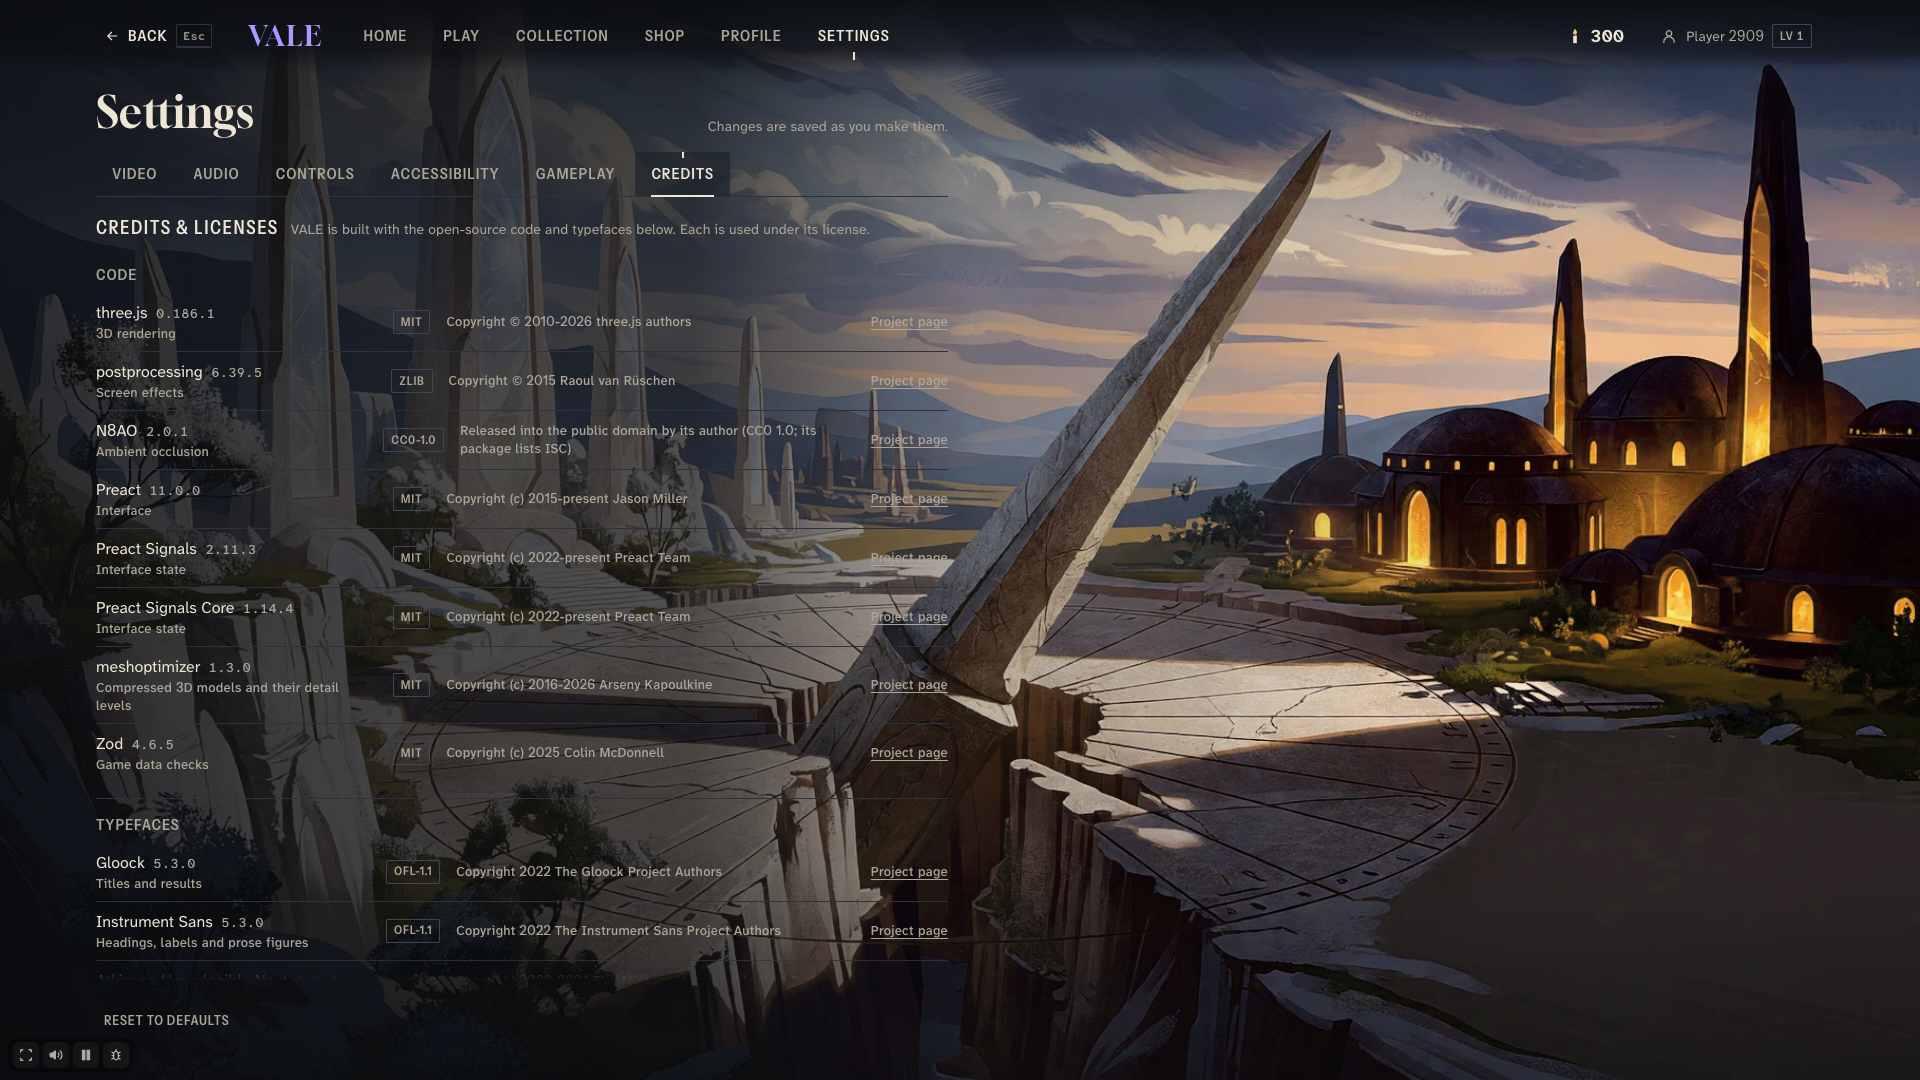 BACK Esc VALE HOME PLAY COLLECTION SHOP PROFILE SETTINGS 300 Player 2909 LV 1
Settings
Changes are saved as you make them.
VIDEO AUDIO CONTROLS ACCESSIBILITY GAMEPLAY CREDITS
CREDITS & LICENSES VALE is built with the open-source code and typefaces below. Each is used under its license.
CODE
three.js 0.186.1
3D rendering
MIT Copyright © 2010-2026 three.js authors Project page
postprocessing 6.39.5
Screen effects
ZLIB Copyright © 2015 Raoul van Rüschen Project page
N8AO 2.0.1
Ambient occlusion
CC0-1.0 Released into the public domain by its author (CC0 1.0; its
package lists ISC)
Project page
Preact 11.0.0
Interface
MIT Copyright (c) 2015-present Jason Miller Project page
Preact Signals 2.11.3
Interface state
MIT Copyright (c) 2022-present Preact Team Project page
Preact Signals Core 1.14.4
Interface state
MIT Copyright (c) 2022-present Preact Team Project page
meshoptimizer 1.3.0
Compressed 3D models and their detail
levels
MIT Copyright (c) 2016-2026 Arseny Kapoulkine Project page
Zod 4.6.5
Game data checks
MIT Copyright (c) 2025 Colin McDonnell Project page
TYPEFACES
Gloock 5.3.0
Titles and results
OFL-1.1 Copyright 2022 The Gloock Project Authors Project page
Instrument Sans 5.3.0
Headings, labels and prose figures
OFL-1.1 Copyright 2022 The Instrument Sans Project Authors Project page
RESET TO DEFAULTS